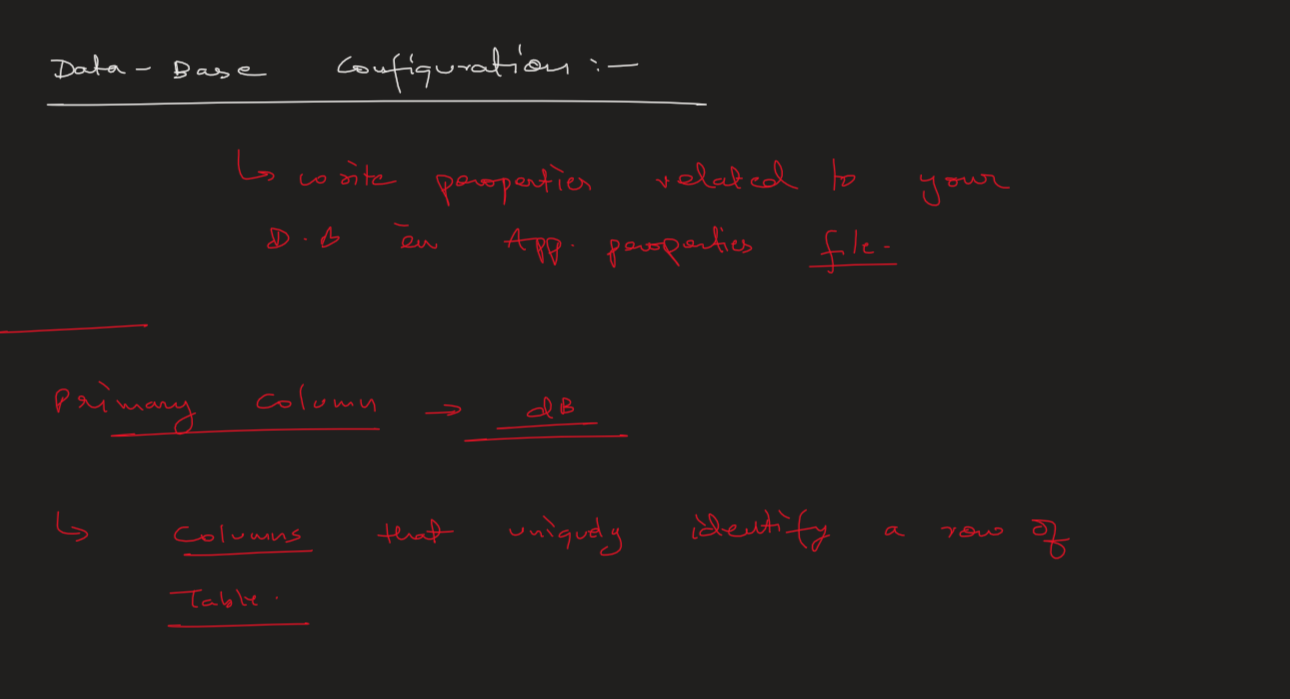 Data - Base Configuration :-
↳ write properties related to your
D.B in App. properties file.
Primary Column → dB
↳ Columns that uniquely identify a row of
Table.